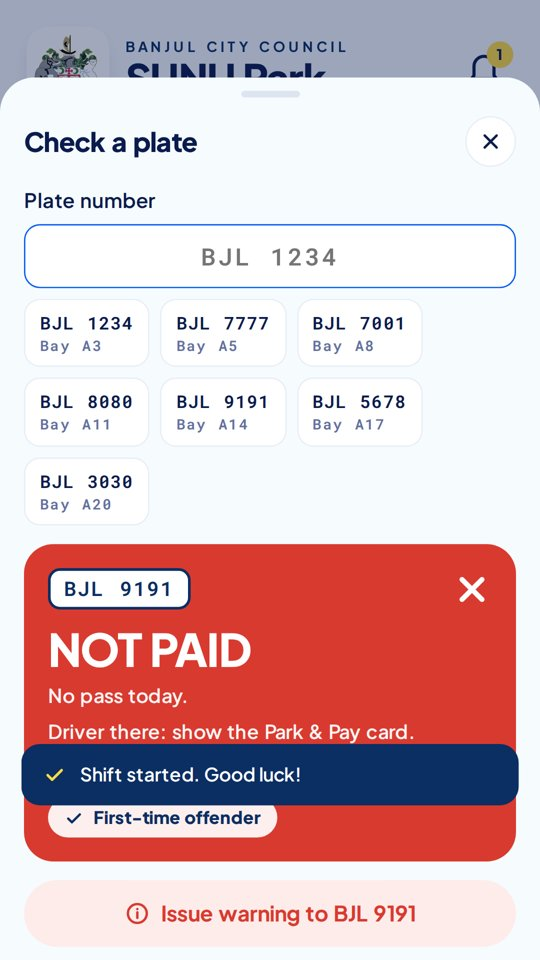 BANJUL CITY COUNCIL
SUNU Park
1
Check a plate
Plate number
BJL 1234
BJL 1234
Bay A3
BJL 7777
Bay A5
BJL 7001
Bay A8
BJL 8080
Bay A11
BJL 9191
Bay A14
BJL 5678
Bay A17
BJL 3030
Bay A20
BJL 9191
NOT PAID
No pass today.
Driver there: show the Park & Pay card.
Shift started. Good luck!
First-time offender
Issue warning to BJL 9191